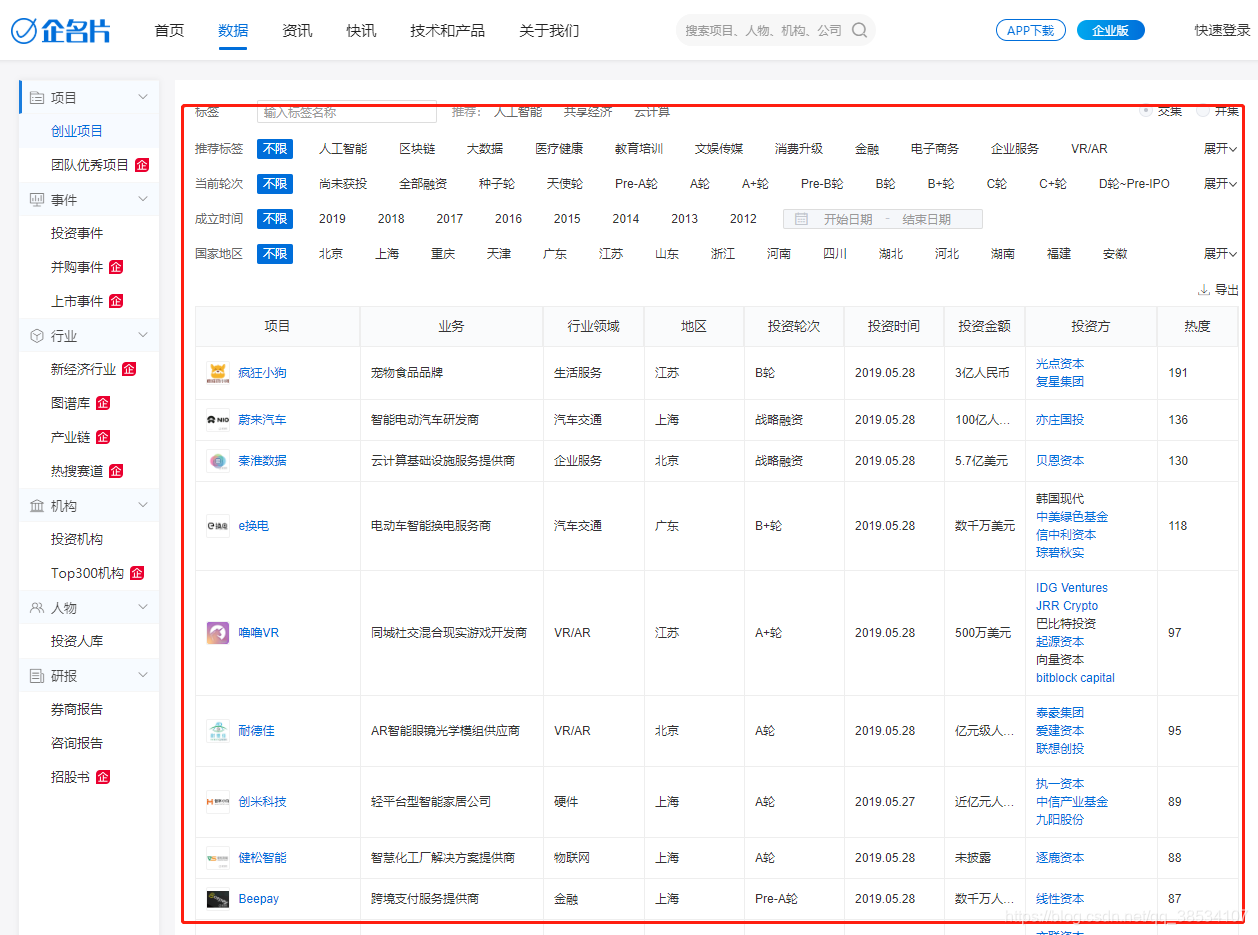 企名片 首页 数据 资讯 快讯 技术和产品 关于我们 搜索项目、人物、机构、公司 APP下载 企业版 快速登录
项目
创业项目
团队优秀项目 企
事件
投资事件
并购事件 企
上市事件 企
行业
新经济行业 企
图谱库 企
产业链 企
热搜赛道 企
机构
投资机构
Top300机构 企
人物
投资人库
研报
券商报告
咨询报告
招股书 企
标签 输入标签名称 推荐: 人工智能 共享经济 云计算 交集 并集
推荐标签 不限 人工智能 区块链 大数据 医疗健康 教育培训 文娱传媒 消费升级 金融 电子商务 企业服务 VR/AR 展开
当前轮次 不限 尚未获投 全部融资 种子轮 天使轮 Pre-A轮 A轮 A+轮 Pre-B轮 B轮 B+轮 C轮 C+轮 D轮~Pre-IPO 展开
成立时间 不限 2019 2018 2017 2016 2015 2014 2013 2012 开始日期 - 结束日期
国家地区 不限 北京 上海 重庆 天津 广东 江苏 山东 浙江 河南 四川 湖北 河北 湖南 福建 安徽 展开
导出
项目 业务 行业领域 地区 投资轮次 投资时间 投资金额 投资方 热度
疯狂小狗 宠物食品品牌 生活服务 江苏 B轮 2019.05.28 3亿人民币 光点资本 191
复星集团
NIO 蔚来汽车 智能电动汽车研发商 汽车交通 上海 战略融资 2019.05.28 100亿人... 亦庄国投 136
秦淮数据 云计算基础设施服务提供商 企业服务 北京 战略融资 2019.05.28 5.7亿美元 贝恩资本 130
韩国现代
中美绿色基金
e换电 e换电 电动车智能换电服务商 汽车交通 广东 B+轮 2019.05.28 数千万美元 118
信中利资本
琮碧秋实
IDG Ventures
JRR Crypto
巴比特投资
噜噜VR 同城社交混合现实游戏开发商 VR/AR 江苏 A+轮 2019.05.28 500万美元 97
起源资本
向量资本
bitblock capital
泰豪集团
耐德佳 AR智能眼镜光学模组供应商 VR/AR 北京 A轮 2019.05.28 亿元级人... 爱建资本 95
联想创投
执一资本
创米科技 轻平台型智能家居公司 硬件 上海 A轮 2019.05.27 近亿元人... 中信产业基金 89
九阳股份
健松智能 智慧化工厂解决方案提供商 物联网 上海 A轮 2019.05.28 未披露 逐鹿资本 88
Beepay 跨境支付服务提供商 金融 上海 Pre-A轮 2019.05.28 数千万人... 线性资本 87
https://blog.csdn.net/qq_38534107